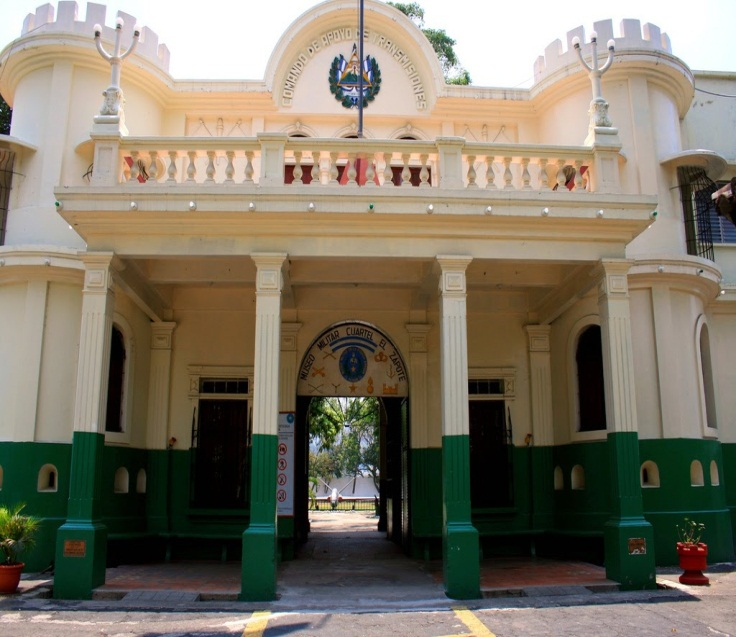 COMANDO DE APOYO DE TRANSMISIONES
MUSEO MILITAR CUARTEL EL ZAPOTE